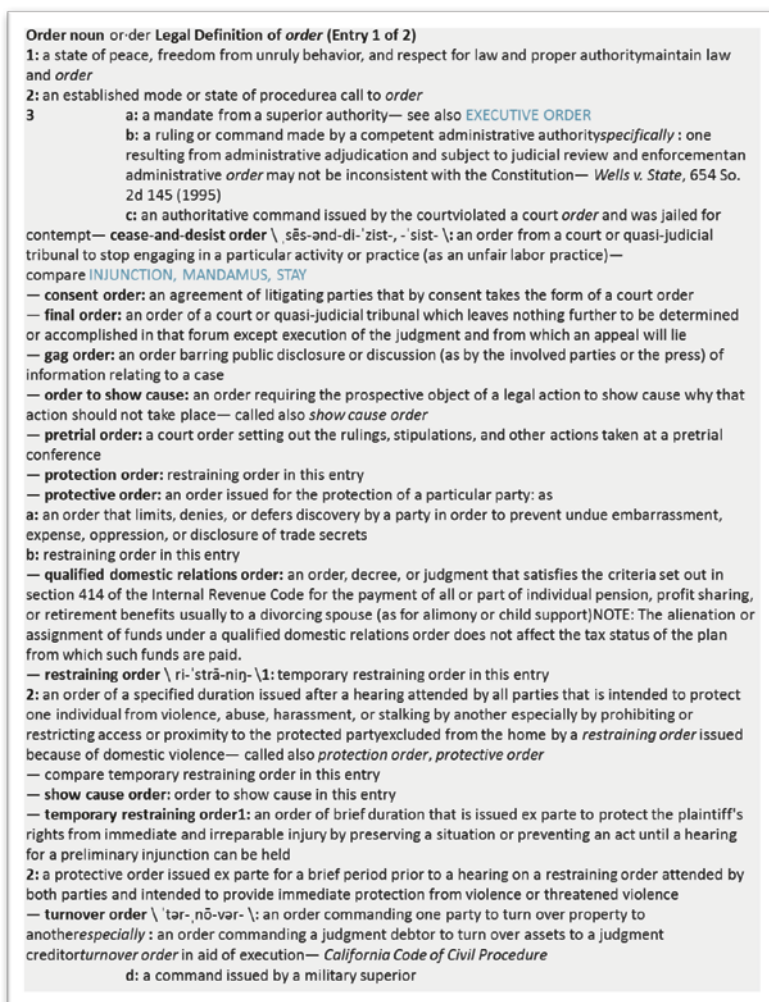 Order noun or·der Legal Definition of order (Entry 1 of 2)
1: a state of peace, freedom from unruly behavior, and respect for law and proper authoritymaintain law
and order
2: an established mode or state of procedurea call to order
3 a: a mandate from a superior authority— see also EXECUTIVE ORDER
b: a ruling or command made by a competent administrative authorityspecifically : one
resulting from administrative adjudication and subject to judicial review and enforcementan
administrative order may not be inconsistent with the Constitution— Wells v. State, 654 So.
2d 145 (1995)
c: an authoritative command issued by the courtviolated a court order and was jailed for
contempt— cease-and-desist order \ ˌsēs-ənd-di-ˈzist-, -ˈsist- \: an order from a court or quasi-judicial
tribunal to stop engaging in a particular activity or practice (as an unfair labor practice)—
compare INJUNCTION, MANDAMUS, STAY
— consent order: an agreement of litigating parties that by consent takes the form of a court order
— final order: an order of a court or quasi-judicial tribunal which leaves nothing further to be determined
or accomplished in that forum except execution of the judgment and from which an appeal will lie
— gag order: an order barring public disclosure or discussion (as by the involved parties or the press) of
information relating to a case
— order to show cause: an order requiring the prospective object of a legal action to show cause why that
action should not take place— called also show cause order
— pretrial order: a court order setting out the rulings, stipulations, and other actions taken at a pretrial
conference
— protection order: restraining order in this entry
— protective order: an order issued for the protection of a particular party: as
a: an order that limits, denies, or defers discovery by a party in order to prevent undue embarrassment,
expense, oppression, or disclosure of trade secrets
b: restraining order in this entry
— qualified domestic relations order: an order, decree, or judgment that satisfies the criteria set out in
section 414 of the Internal Revenue Code for the payment of all or part of individual pension, profit sharing,
or retirement benefits usually to a divorcing spouse (as for alimony or child support)NOTE: The alienation or
assignment of funds under a qualified domestic relations order does not affect the tax status of the plan
from which such funds are paid.
— restraining order \ ri-ˈstrā-niŋ- \1: temporary restraining order in this entry
2: an order of a specified duration issued after a hearing attended by all parties that is intended to protect
one individual from violence, abuse, harassment, or stalking by another especially by prohibiting or
restricting access or proximity to the protected partyexcluded from the home by a restraining order issued
because of domestic violence— called also protection order, protective order
— compare temporary restraining order in this entry
— show cause order: order to show cause in this entry
— temporary restraining order1: an order of brief duration that is issued ex parte to protect the plaintiff's
rights from immediate and irreparable injury by preserving a situation or preventing an act until a hearing
for a preliminary injunction can be held
2: a protective order issued ex parte for a brief period prior to a hearing on a restraining order attended by
both parties and intended to provide immediate protection from violence or threatened violence
— turnover order \ ˈtər-ˌnō-vər- \: an order commanding one party to turn over property to
anotherespecially : an order commanding a judgment debtor to turn over assets to a judgment
creditorturnover order in aid of execution— California Code of Civil Procedure
d: a command issued by a military superior